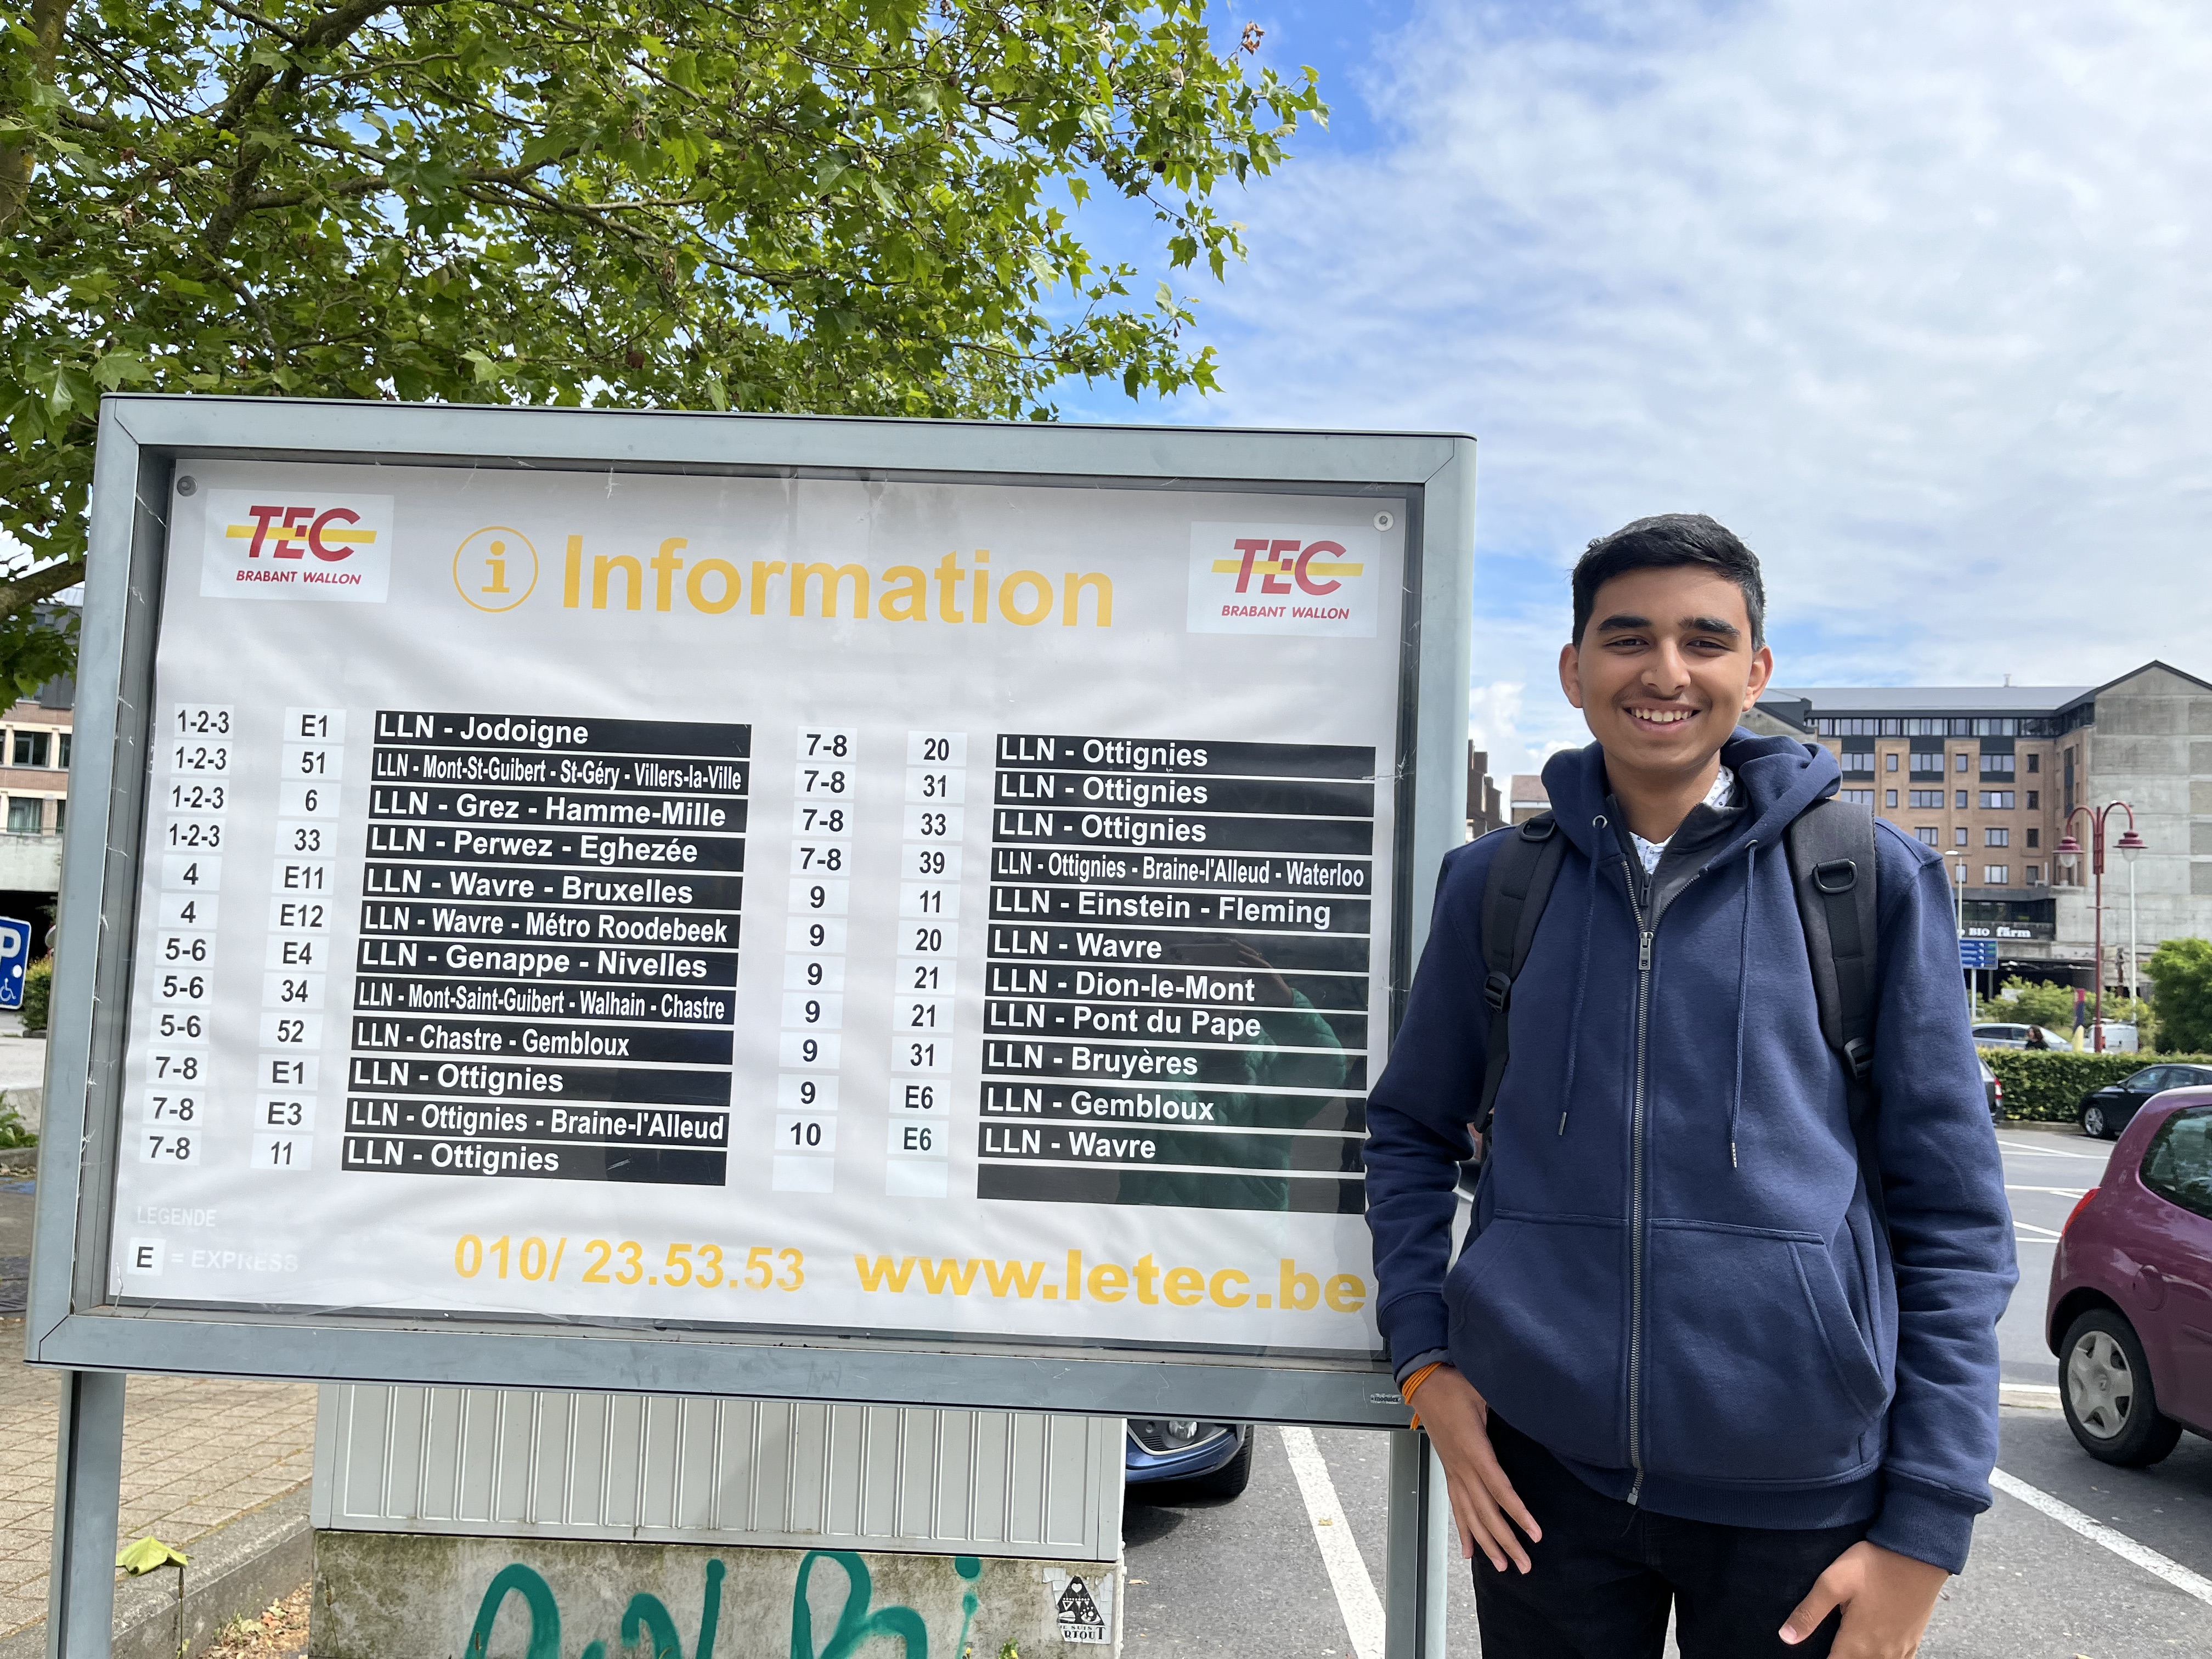 TEC
BRABANT WALLON
i Information
TEC
BRABANT WALLON
1-2-3 E1 LLN - Jodoigne
1-2-3 51 LLN - Mont-St-Guibert - St-Géry - Villers-la-Ville
1-2-3 6 LLN - Grez - Hamme-Mille
1-2-3 33 LLN - Perwez - Eghezée
4 E11 LLN - Wavre - Bruxelles
4 E12 LLN - Wavre - Métro Roodebeek
5-6 E4 LLN - Genappe - Nivelles
5-6 34 LLN - Mont-Saint-Guibert - Walhain - Chastre
5-6 52 LLN - Chastre - Gembloux
7-8 E1 LLN - Ottignies
7-8 E3 LLN - Ottignies - Braine-l'Alleud
7-8 11 LLN - Ottignies
7-8 20 LLN - Ottignies
7-8 31 LLN - Ottignies
7-8 33 LLN - Ottignies
7-8 39 LLN - Ottignies - Braine-l'Alleud - Waterloo
9 11 LLN - Einstein - Fleming
9 20 LLN - Wavre
9 21 LLN - Dion-le-Mont
9 21 LLN - Pont du Pape
9 31 LLN - Bruyères
9 E6 LLN - Gembloux
10 E6 LLN - Wavre
LEGENDE
E = EXPRESS
010/ 23.53.53 www.letec.be
P
BIO färm